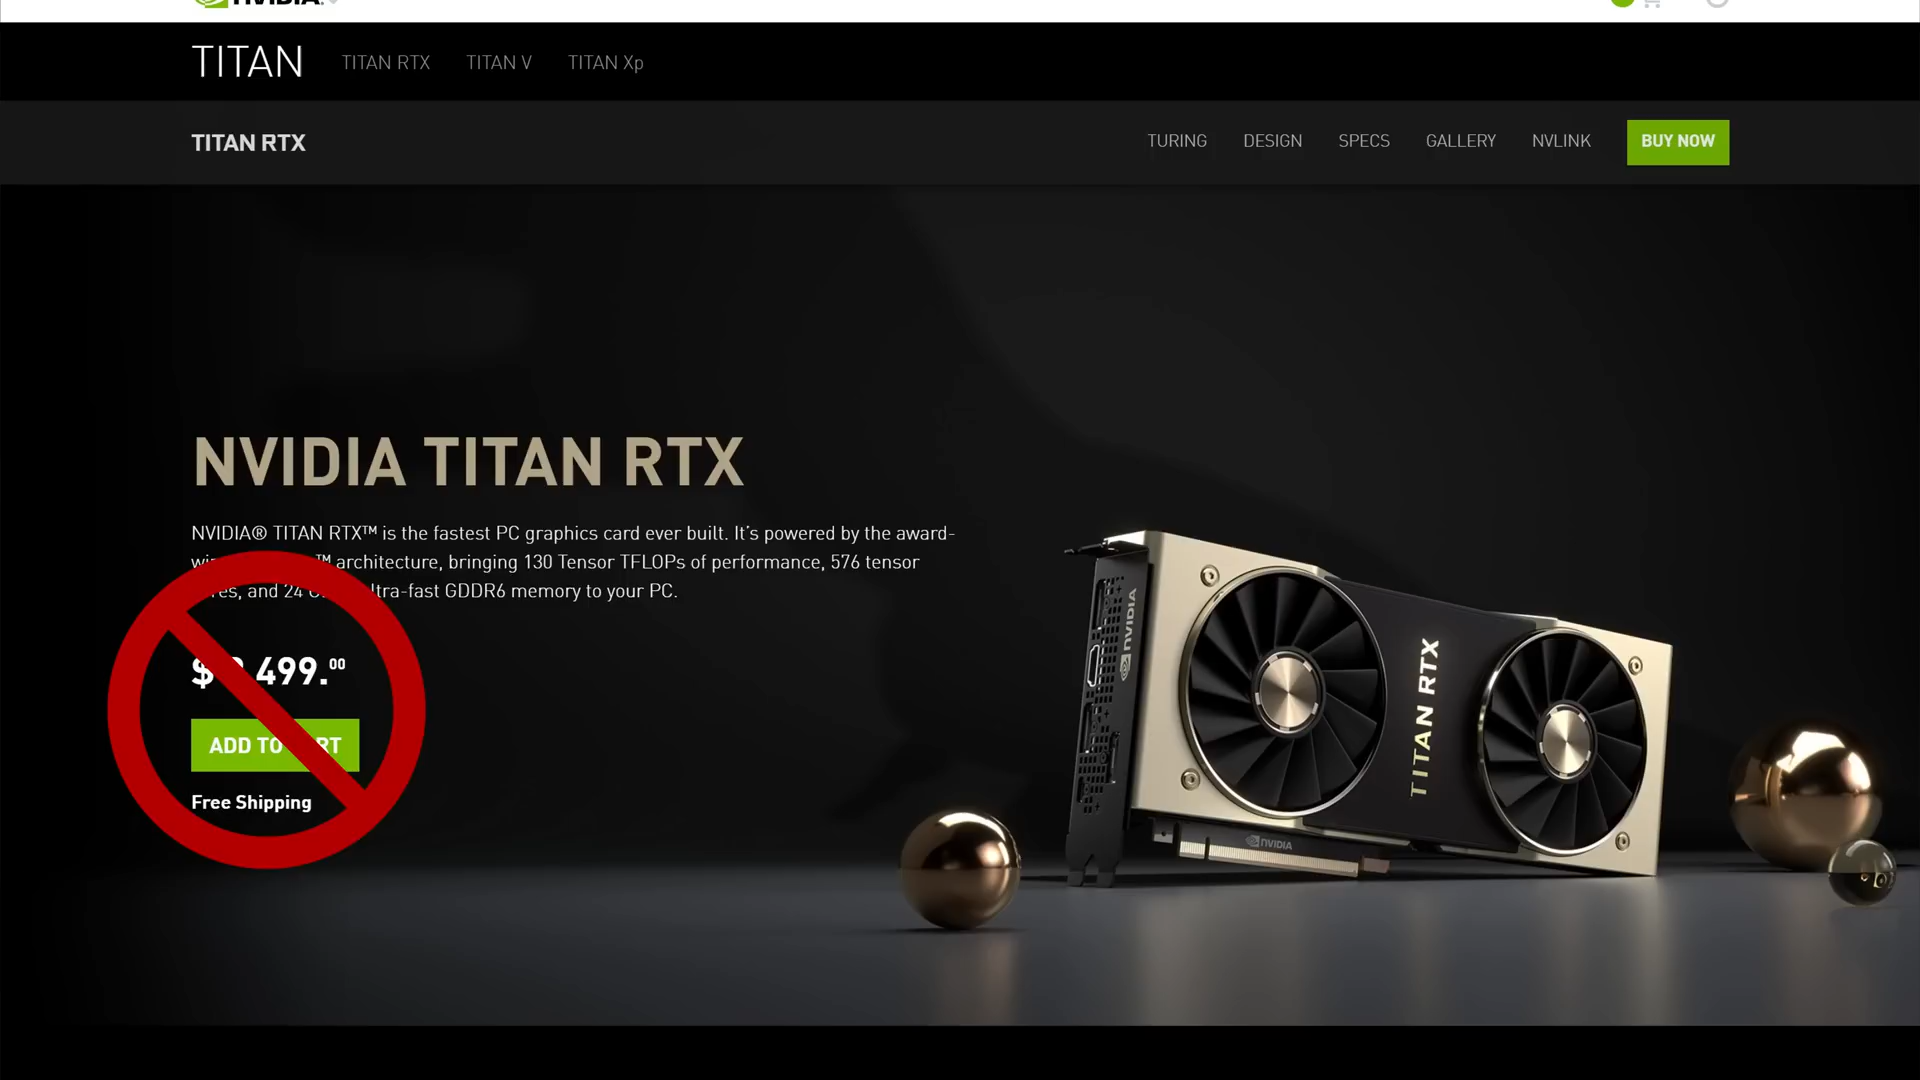 NVIDIA.
TITAN
TITAN RTX
TITAN V
TITAN Xp
TITAN RTX
TURING
DESIGN
SPECS
GALLERY
NVLINK
BUY NOW
NVIDIA TITAN RTX
NVIDIA® TITAN RTX™ is the fastest PC graphics card ever built. It's powered by the award-
™ architecture, bringing 130 Tensor TFLOPs of performance, 576 tensor
and 24 ultra-fast GDDR6 memory to your PC.
499.00
ADD TO
Free Shipping
NVIDIA
TITAN RTX
NVIDIA